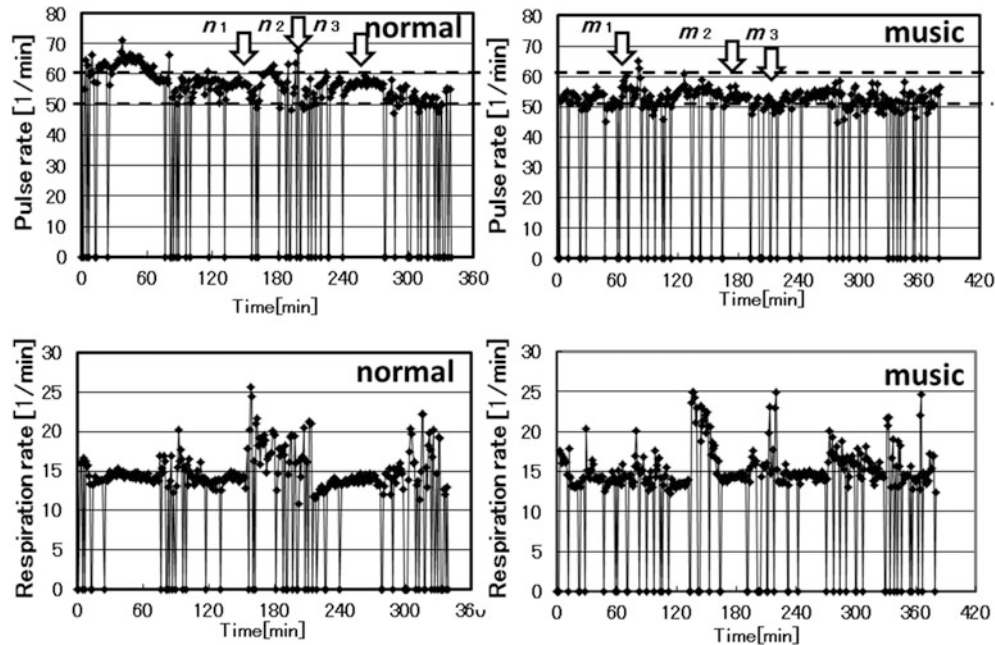 n1 n2 n3 normal
Pulse rate [1/min]
80
70
60
50
40
30
20
10
0
0 60 120 180 240 300 360
Time[min]
m1 m2 m3 music
Pulse rate [1/min]
80
70
60
50
40
30
20
10
0
0 60 120 180 240 300 360 420
Time[min]
normal
Respiration rate [1/min]
30
25
20
15
10
5
0
0 60 120 180 240 300 360
Time[min]
music
Respiration rate [1/min]
30
25
20
15
10
5
0
0 60 120 180 240 300 360 420
Time[min]